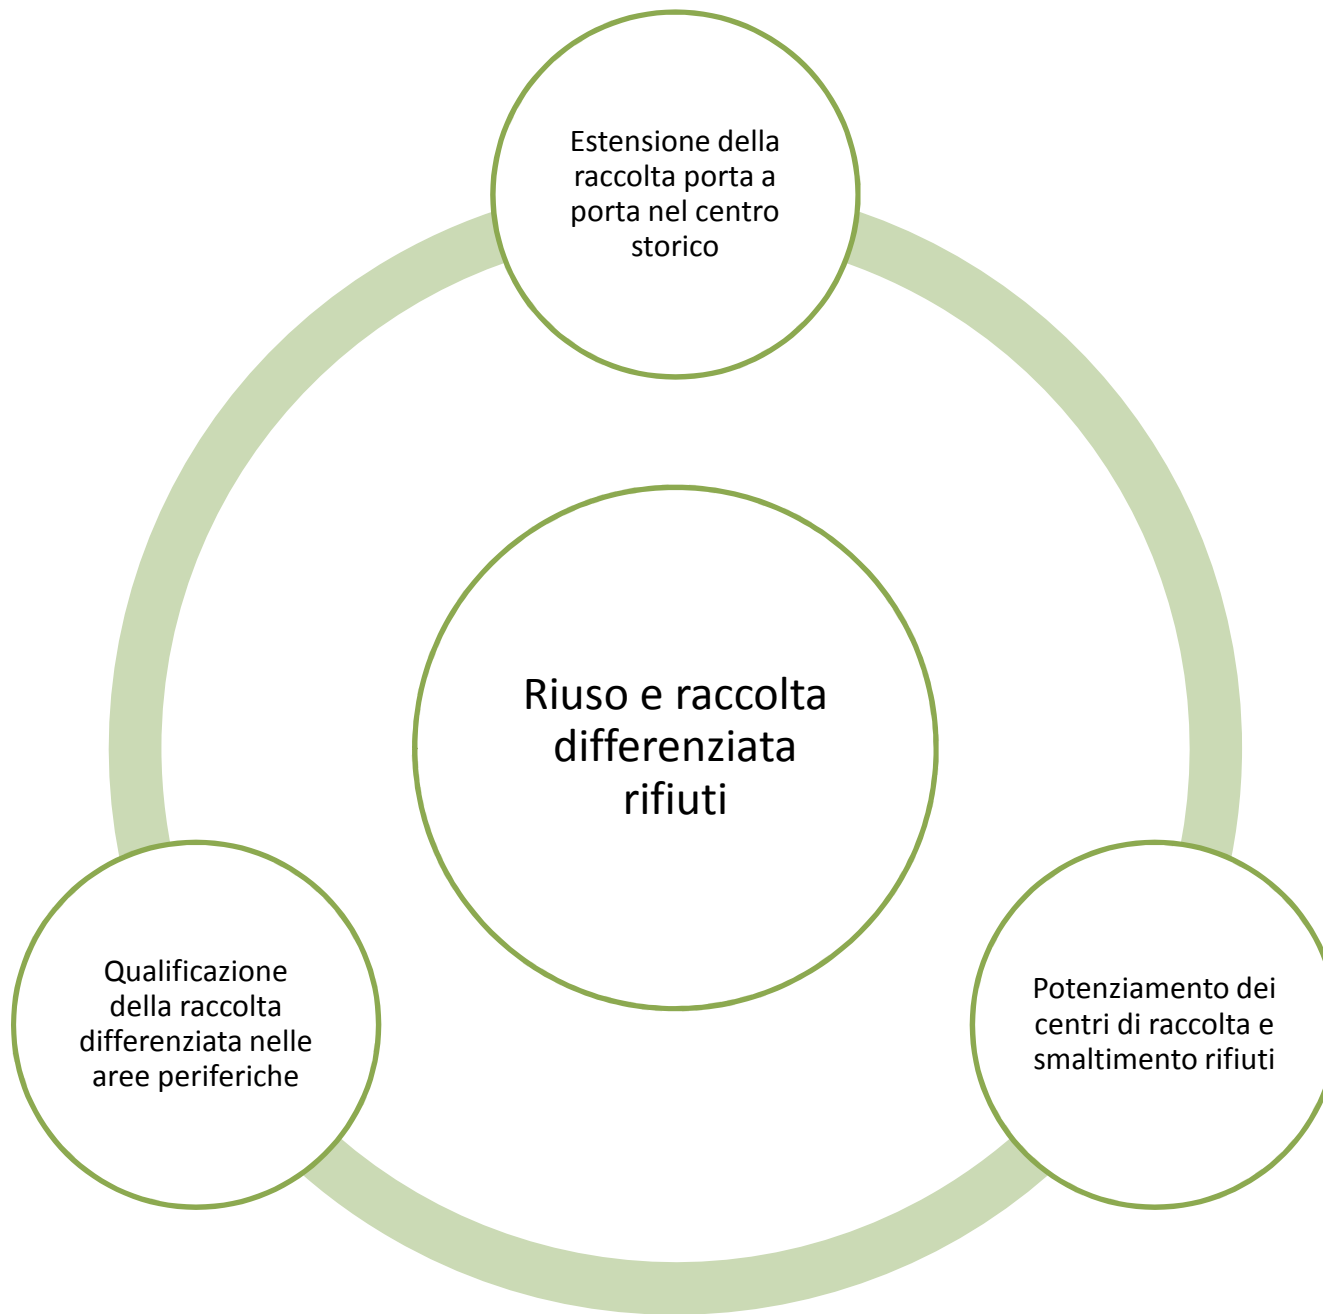 Estensione della
raccolta porta a
porta nel centro
storico
Riuso e raccolta
differenziata
rifiuti
Qualificazione
della raccolta
differenziata nelle
aree periferiche
Potenziamento dei
centri di raccolta e
smaltimento rifiuti